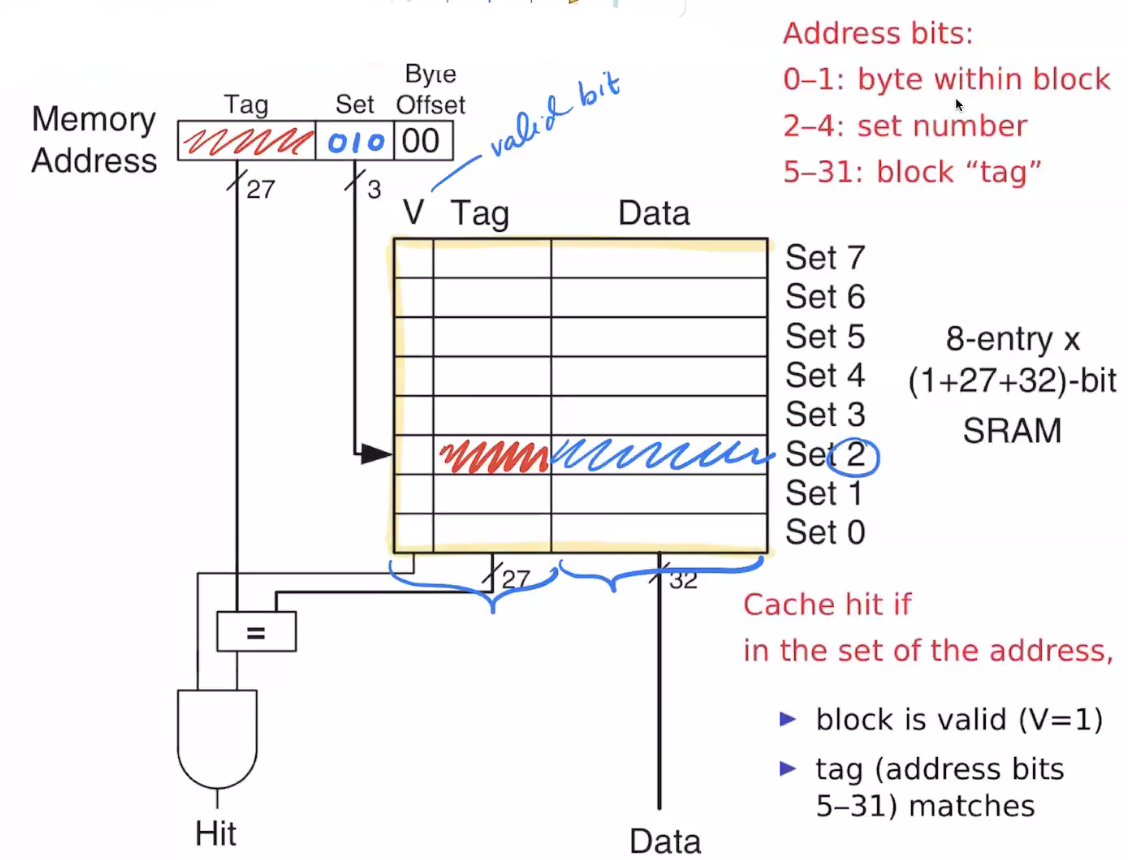 Address bits:
0–1: byte within block
2–4: set number
5–31: block “tag”
Memory
Address
Tag
Set
Byte
Offset
010
00
valid bit
27
3
V
Tag
Data
Set 7
Set 6
Set 5
Set 4
Set 3
Set 2
Set 1
Set 0
8-entry x
(1+27+32)-bit
SRAM
27
32
=
Hit
Data
Cache hit if
in the set of the address,
► block is valid (V=1)
► tag (address bits
5–31) matches